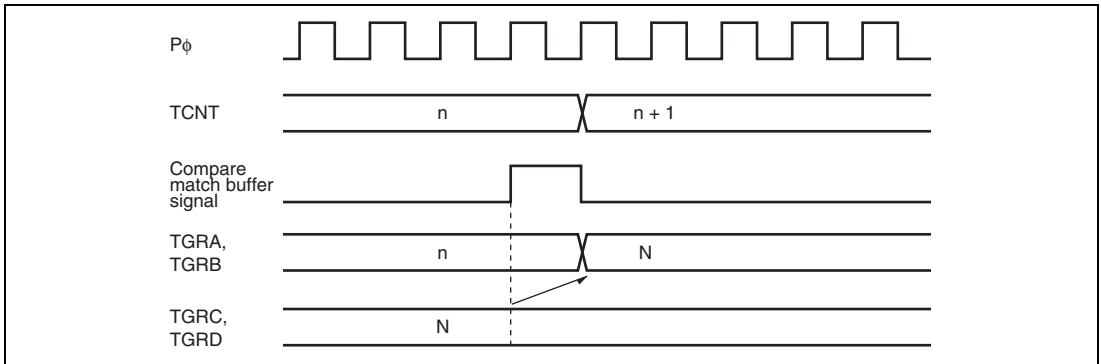 Pϕ
TCNT
n
n + 1
Compare
match buffer
signal
TGRA,
TGRB
n
N
TGRC,
TGRD
N